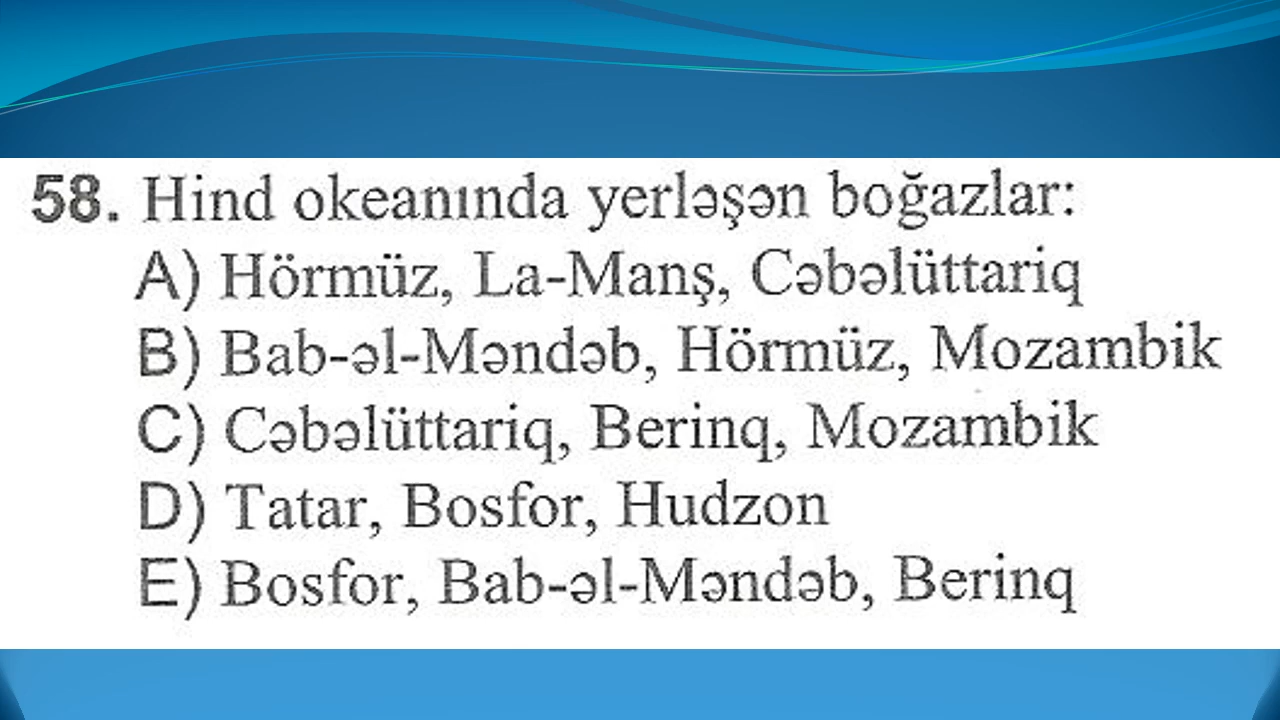 58. Hind okeanında yerləşən boğazlar:
A) Hörmüz, La-Manş, Cəbəlüttariq
B) Bab-əl-Məndəb, Hörmüz, Mozambik
C) Cəbəlüttariq, Berinq, Mozambik
D) Tatar, Bosfor, Hudzon
E) Bosfor, Bab-əl-Məndəb, Berinq